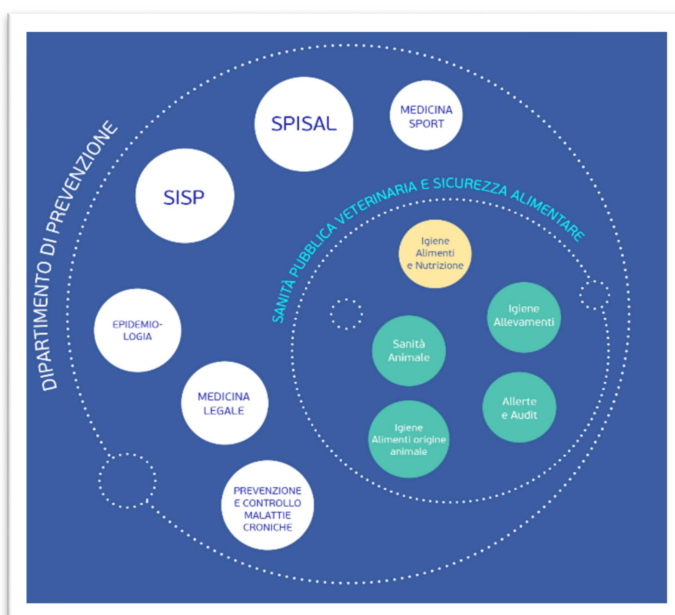 DIPARTIMENTO DI PREVENZIONE
SPISAL
MEDICINA
SPORT
SISP
SANITÀ PUBBLICA VETERINARIA E SICUREZZA ALIMENTARE
Igiene
Alimenti
e Nutrizione
Igiene
Allevamenti
Sanità
Animale
Allerte
e Audit
Igiene
Alimenti origine
animale
EPIDEMIO-
LOGIA
MEDICINA
LEGALE
PREVENZIONE
E CONTROLLO
MALATTIE
CRONICHE